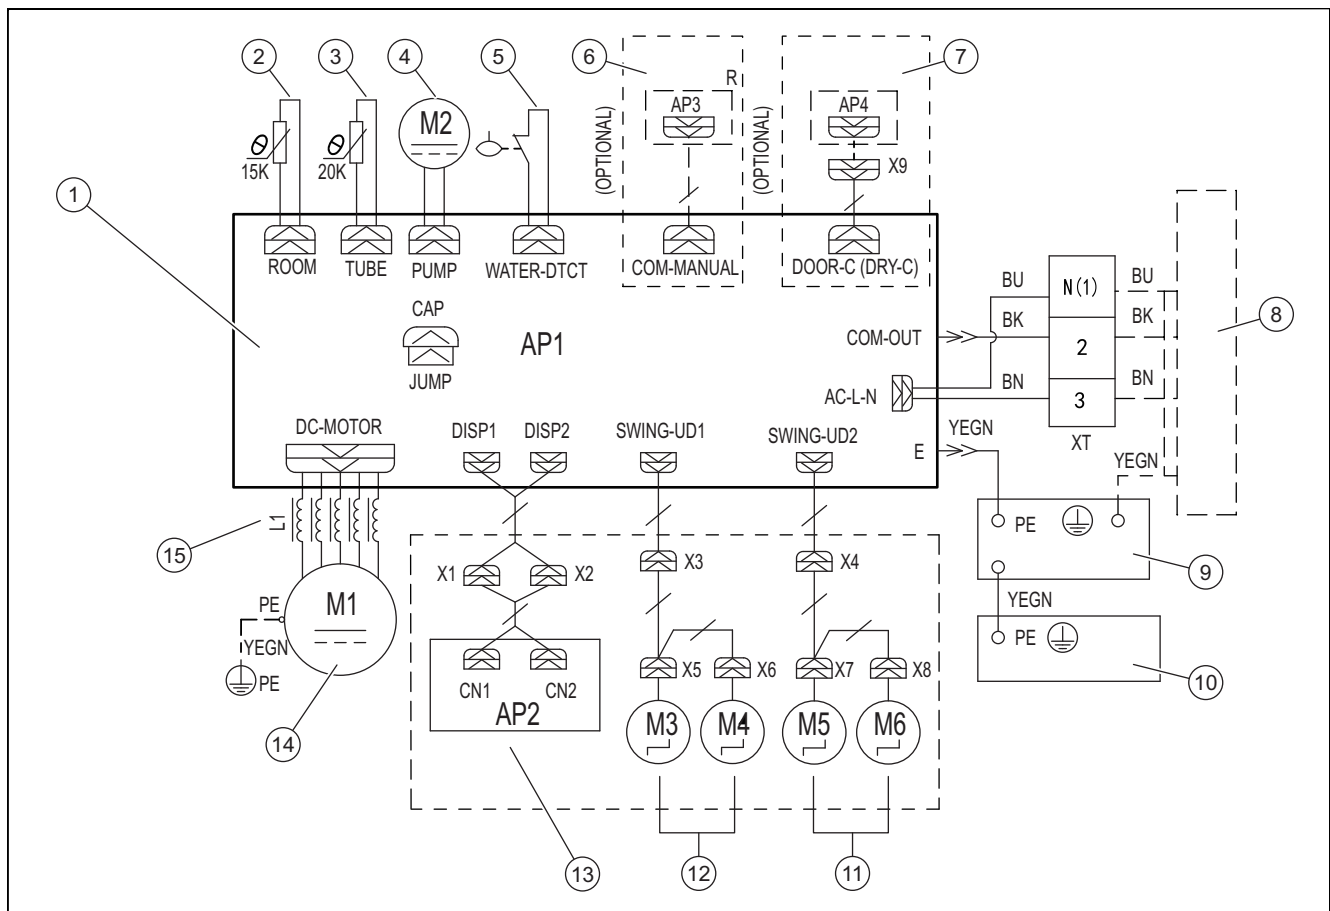 2
3
4
5
6
7
R
AP3
AP4
M2
θ
15K
θ
20K
(OPTIONAL)
(OPTIONAL)
X9
1
ROOM
TUBE
PUMP
WATER-DTCT
COM-MANUAL
DOOR-C (DRY-C)
BU
N(1)
BU
CAP
AP1
COM-OUT
BK
2
BK
8
JUMP
AC-L-N
BN
3
BN
XT
DC-MOTOR
DISP1
DISP2
SWING-UD1
SWING-UD2
E
YEGN
YEGN
L1
15
PE
9
X1
X2
X3
X4
YEGN
M1
PE
YEGN
PE
PE
10
CN1
CN2
AP2
X5
X6
X7
X8
M3
M4
M5
M6
14
13
12
11